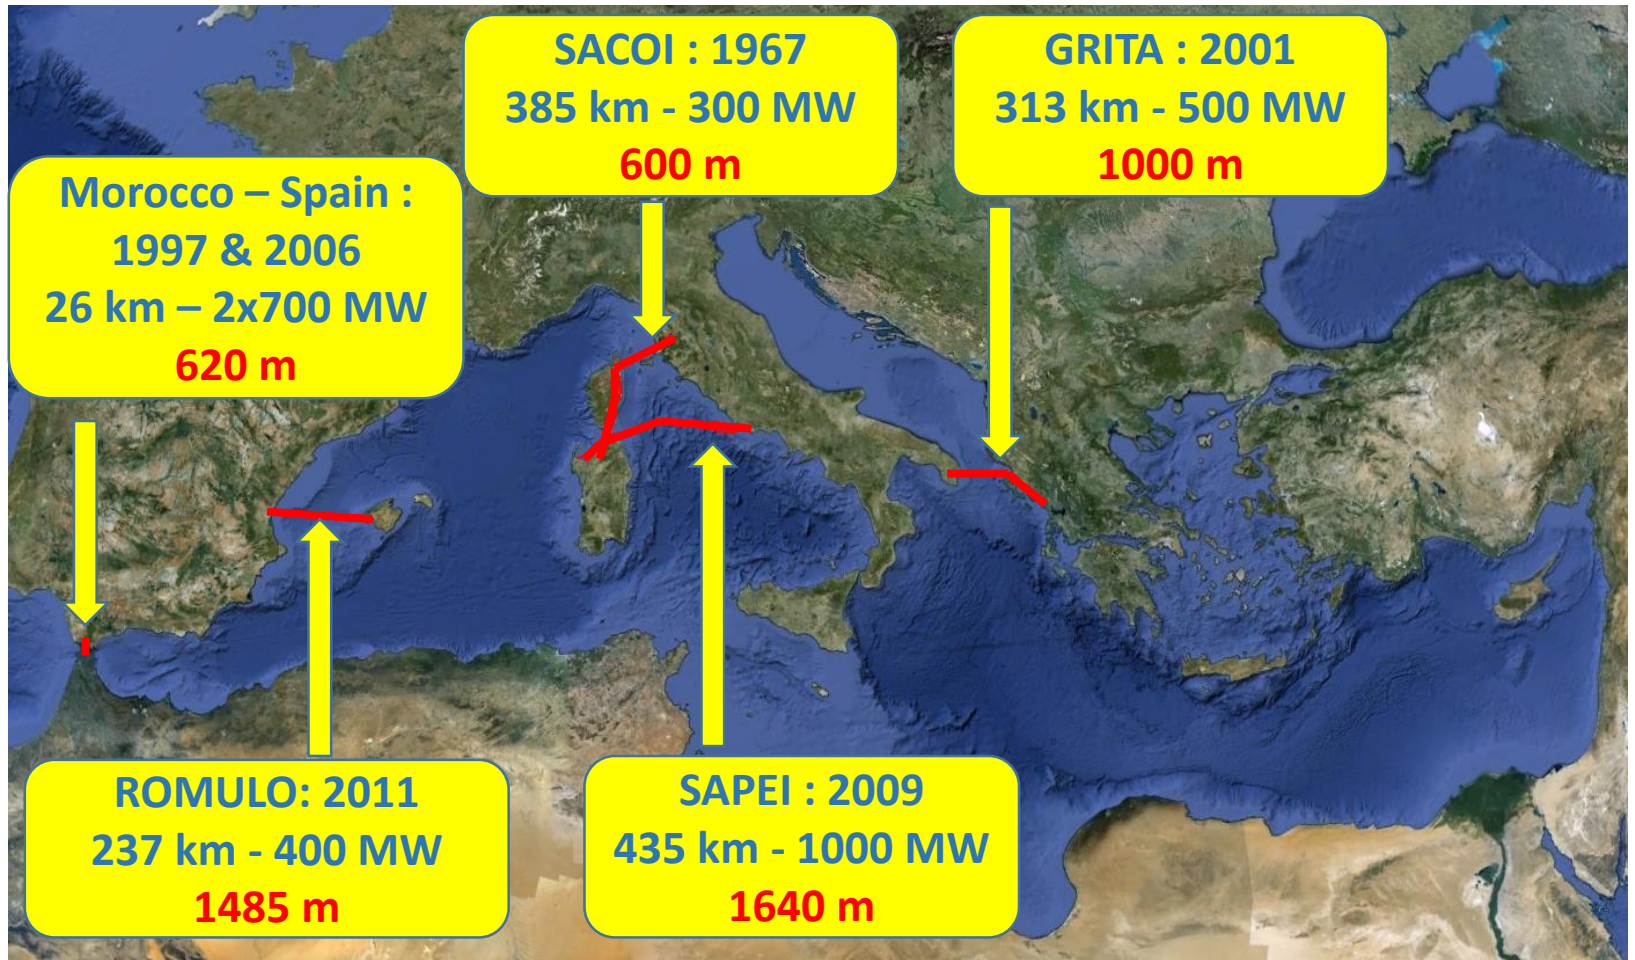 SACOI : 1967
385 km - 300 MW
600 m
GRITA : 2001
313 km - 500 MW
1000 m
Morocco – Spain :
1997 & 2006
26 km – 2x700 MW
620 m
ROMULO: 2011
237 km - 400 MW
1485 m
SAPEI : 2009
435 km - 1000 MW
1640 m